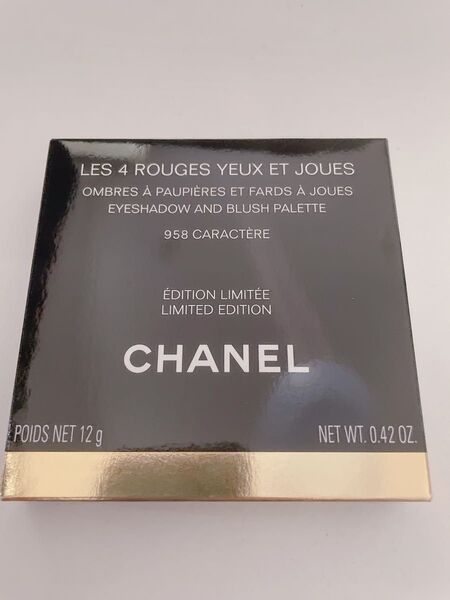 LES 4 ROUGES YEUX ET JOUES
OMBRES À PAUPIÈRES ET FARDS À JOUES
EYESHADOW AND BLUSH PALETTE
958 CARACTÈRE
ÉDITION LIMITÉE
LIMITED EDITION
CHANEL
POIDS NET 12 g NET WT. 0.42 OZ.